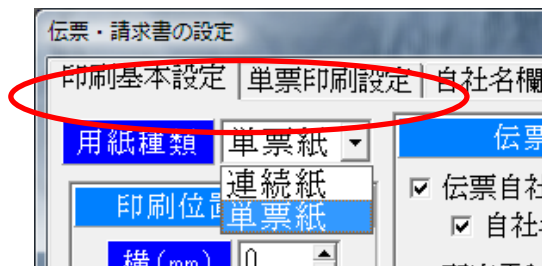 伝票・請求書の設定
印刷基本設定 単票印刷設定 自社名欄
用紙種類 単票紙 伝票
連続紙
単票紙
伝票自社
印刷位置
自社
横(mm) 0